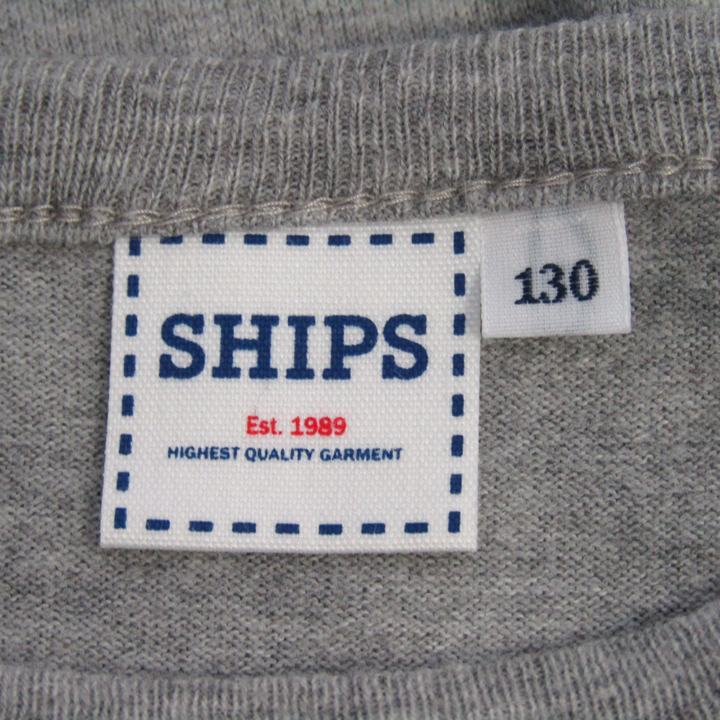 SHIPS
Est. 1989
HIGHEST QUALITY GARMENT
130